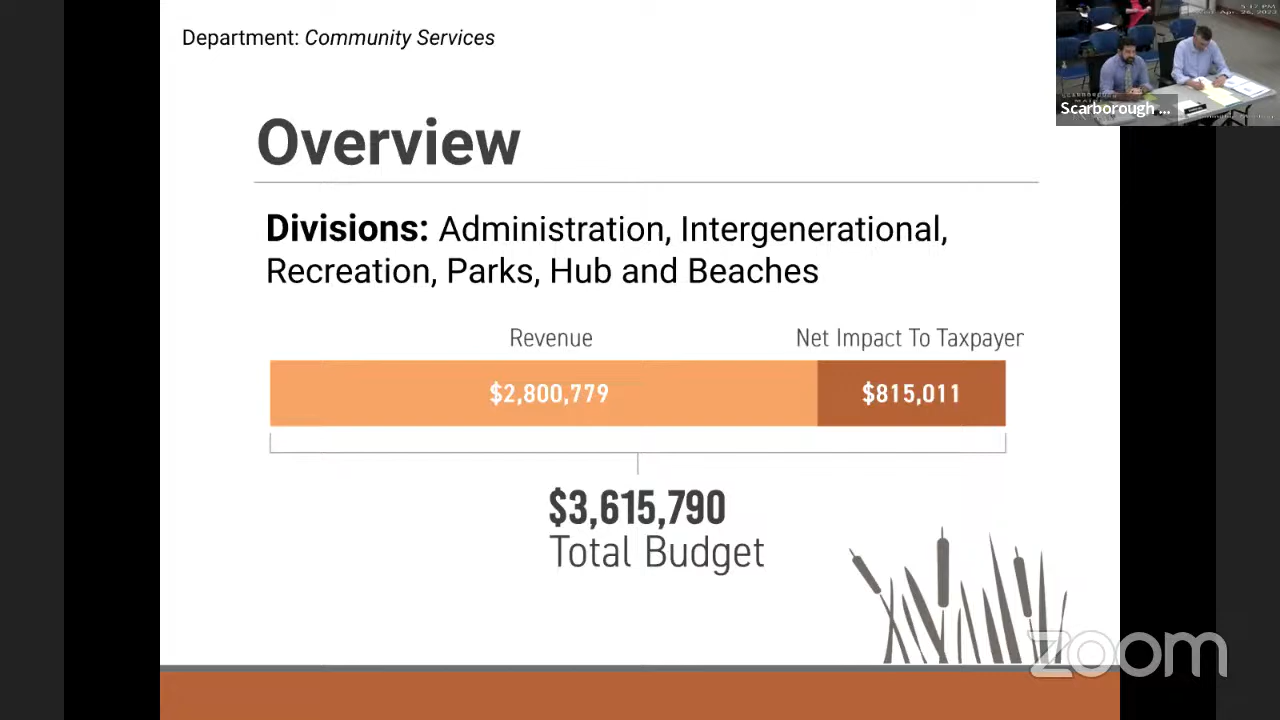 Department: Community Services
Overview
Divisions: Administration, Intergenerational,
Recreation, Parks, Hub and Beaches
Revenue
Net Impact To Taxpayer
$2,800,779
$815,011
$3,615,790
Total Budget
Scarborough ...
zoom